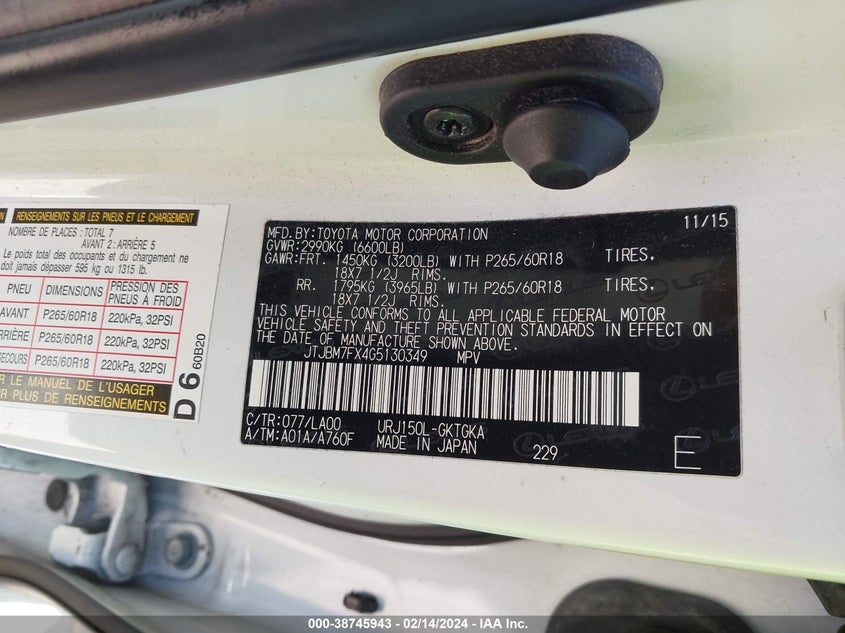 RENSEIGNEMENTS SUR LES PNEUS ET LE CHARGEMENT
NOMBRE DE PLACES: TOTAL 7
AVANT 2: ARRIÈRE 5
Le poids total des occupants et du chargement ne
doit jamais dépasser 595 kg ou 1315 lb.
PNEU DIMENSIONS PRESSION DES PNEUS À FROID
AVANT P265/60R18 220kPa, 32PSI
P265/60R18 220kPa, 32PSI
P265/60R18 220kPa, 32PSI
LE MANUEL DE L'USAGER
PLUS DE RENSEIGNEMENTS
D 6 60B20
MFD.BY:TOYOTA MOTOR CORPORATION 11/15
GVWR:2990KG (6600LB)
GAWR:FRT. 1450KG (3200LB) WITH P265/60R18 TIRES.
18X7 1/2J RIMS.
RR. 1795KG (3965LB) WITH P265/60R18 TIRES.
18X7 1/2J RIMS.
THIS VEHICLE CONFORMS TO ALL APPLICABLE FEDERAL MOTOR
VEHICLE SAFETY AND THEFT PREVENTION STANDARDS IN EFFECT ON
THE DATE OF MANUFACTURE SHOWN ABOVE.
JTJBM7FX4G5130349 MPV
C/TR:077/LA00 URJ150L-GKTGKA
A/TM:A01A/A760F MADE IN JAPAN 229 E
000-38745943 - 02/14/2024 - IAA Inc.